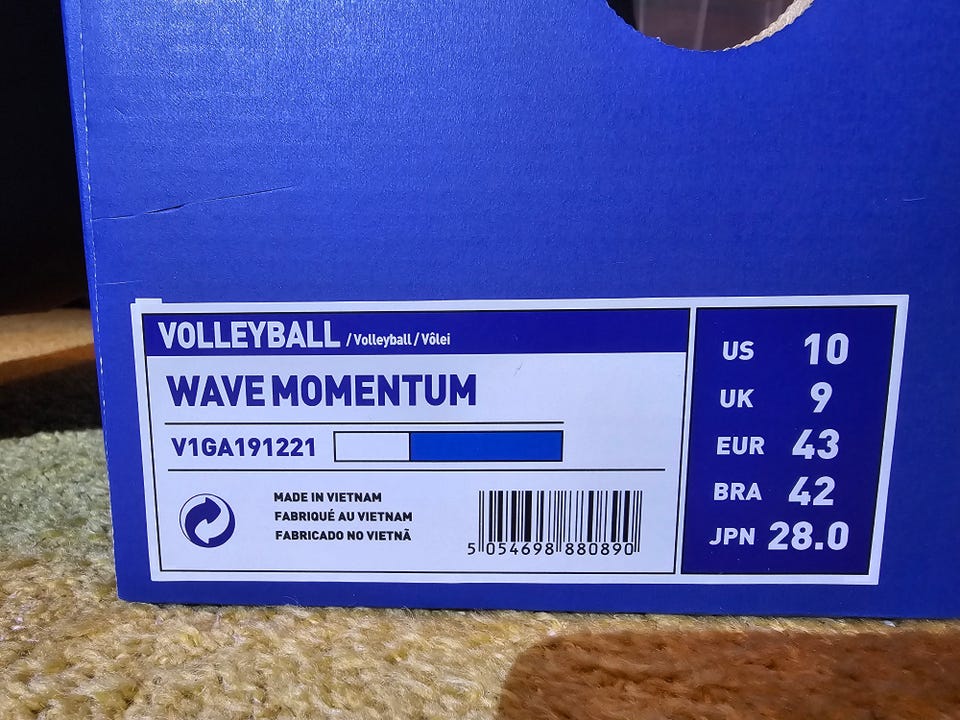 VOLLEYBALL / Volleyball / Vôlei
WAVE MOMENTUM
V1GA191221
MADE IN VIETNAM
FABRIQUÉ AU VIETNAM
FABRICADO NO VIETNÃ
5 054698 880890
US 10
UK 9
EUR 43
BRA 42
JPN 28.0